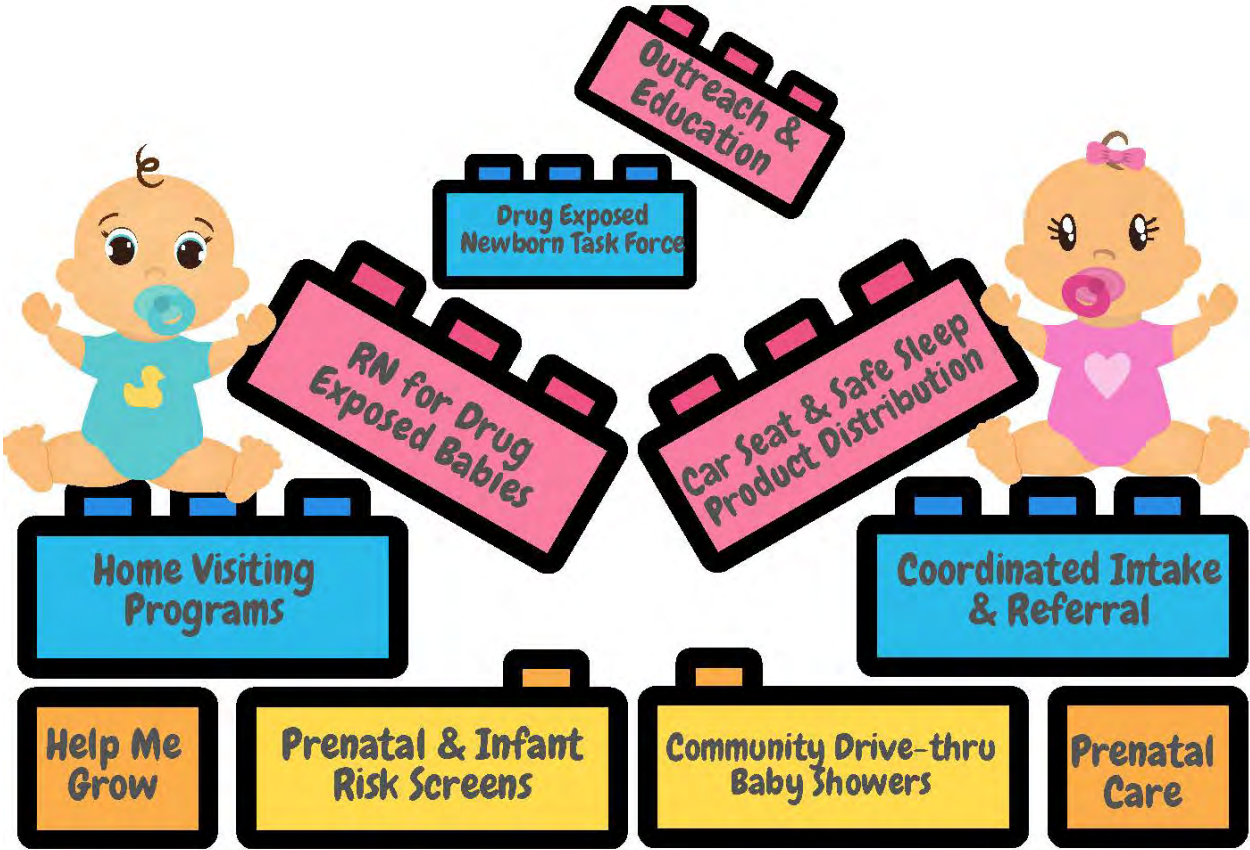 Outreach &
Education
Drug Exposed
Newborn Task Force
RN for Drug
Exposed Babies
Car Seat & Safe Sleep
Product Distribution
Home Visiting
Programs
Coordinated Intake
& Referral
Help Me
Grow
Prenatal & Infant
Risk Screens
Community Drive-thru
Baby Showers
Prenatal
Care